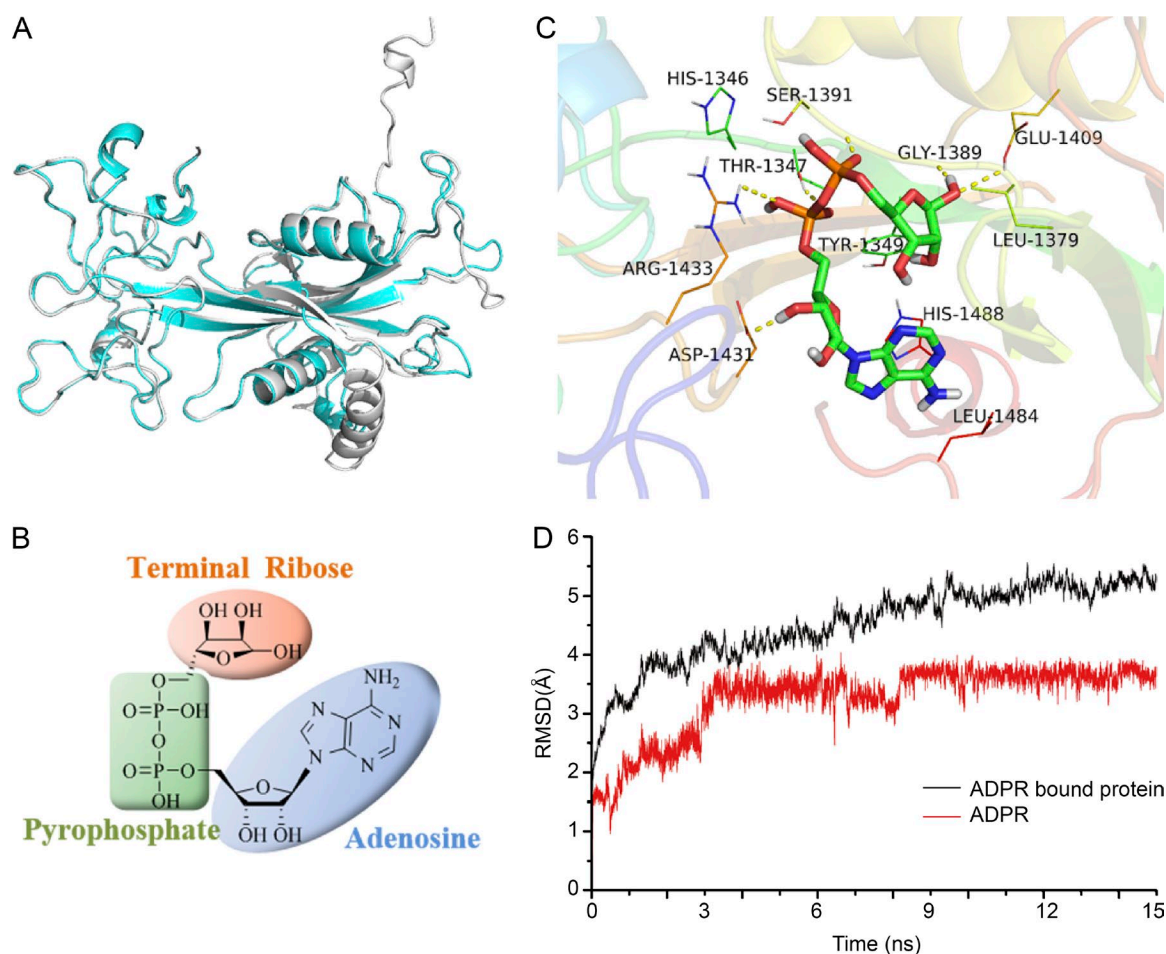 A
C
HIS-1346
SER-1391
GLY-1389
GLU-1409
THR-1347
TYR-1349
LEU-1379
ARG-1433
HIS-1488
ASP-1431
LEU-1484
B
Terminal Ribose
OH OH
O OH
O
O=P-OH
O
O=P-O
OH
NH₂
N N
N N
O
OH OH
Pyrophosphate
Adenosine
D
6
5
4
3
2
1
0
RMSD(Å)
ADPR bound protein
ADPR
0 3 6 9 12 15
Time (ns)